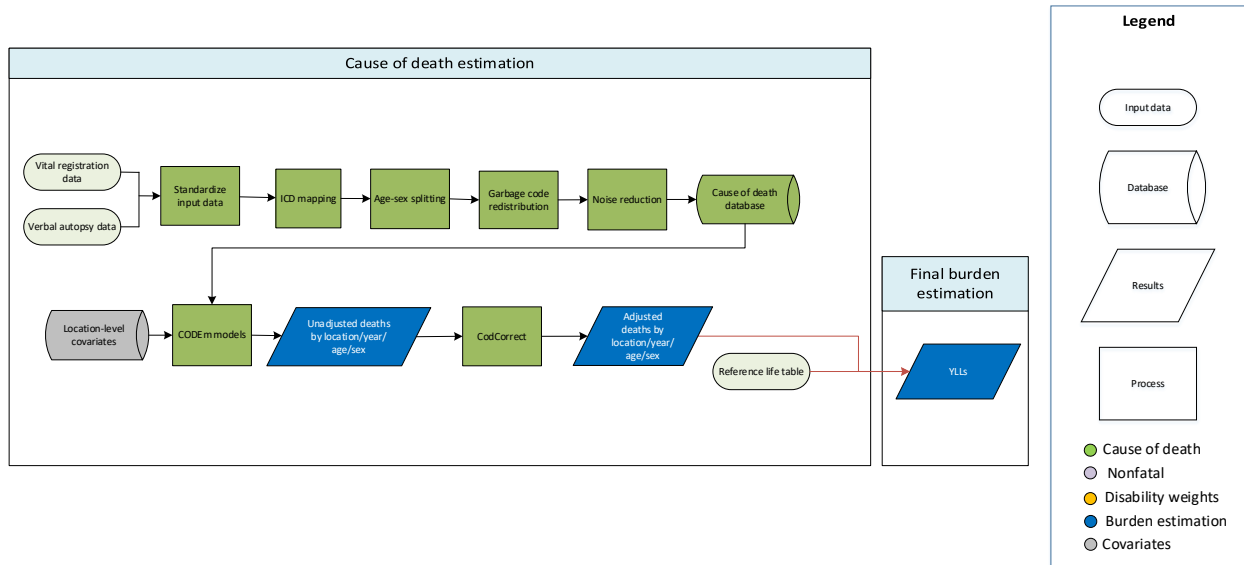 Legend
Cause of death estimation
Input data
Vital registration
data
Verbal autopsy data
Standardize
input data
ICD mapping
Age-sex splitting
Garbage code
redistribution
Noise reduction
Cause of death
database
Database
Final burden
estimation
Results
Location-level
covariates
CODEm models
Unadjusted deaths
by location/year/
age/sex
CodCorrect
Adjusted
deaths by
location/year/
age/sex
Reference life table
YLLs
Process
Cause of death
Nonfatal
Disability weights
Burden estimation
Covariates